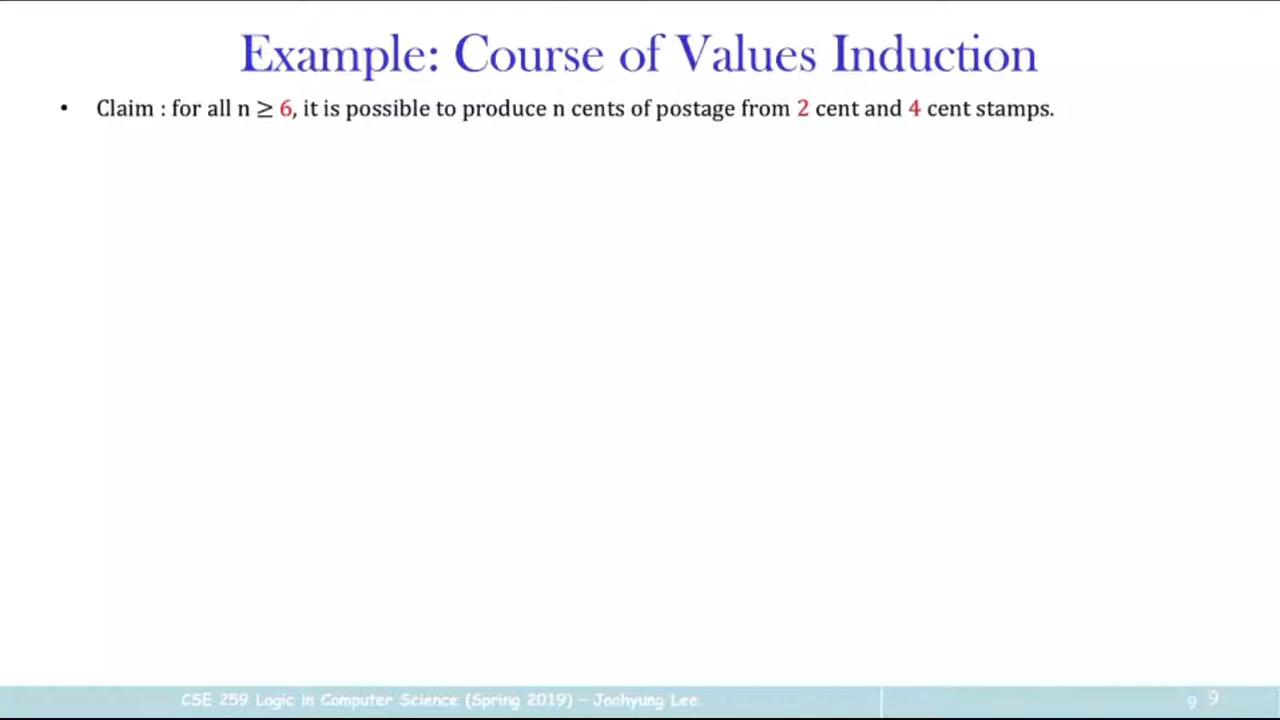 Example: Course of Values Induction
• Claim : for all n ≥ 6, it is possible to produce n cents of postage from 2 cent and 4 cent stamps.
CSE 259 Logic in Computer Science (Spring 2019) – Joohyung Lee
9 9